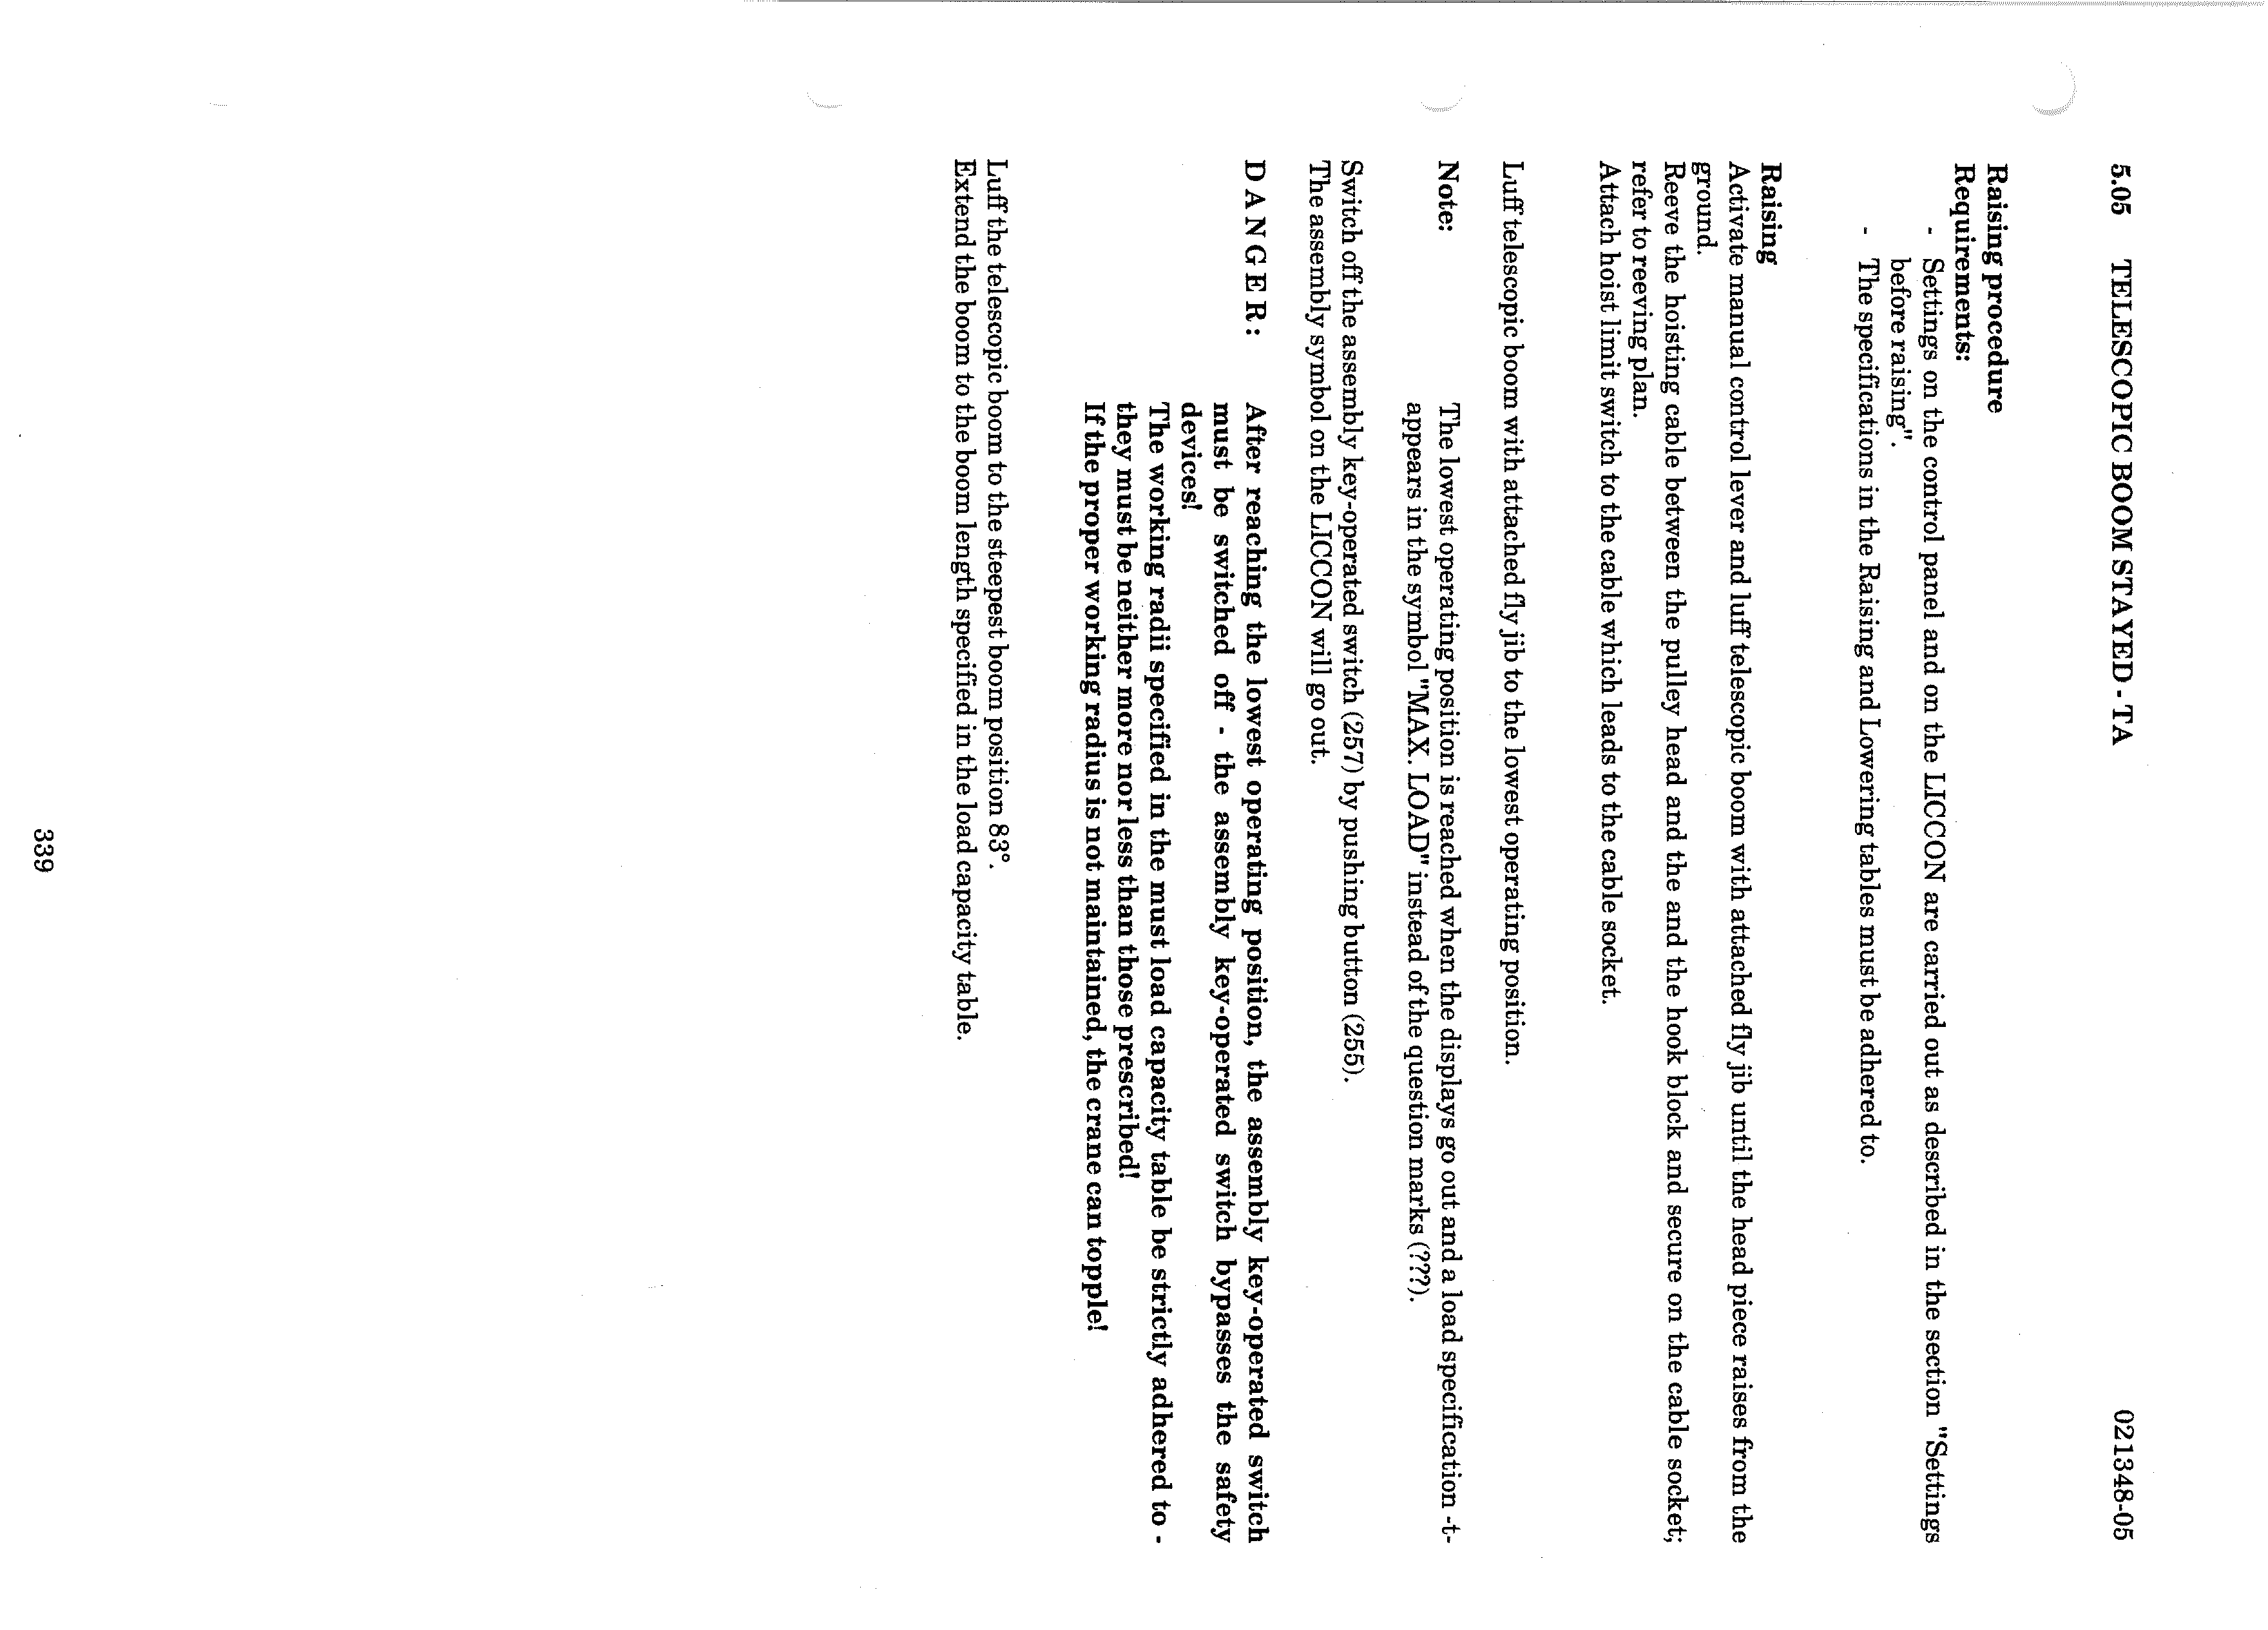 5.05 TELESCOPIC BOOM STAYED - TA 021348-05
Raising procedure
Requirements:
- Settings on the control panel and on the LICCON are carried out as described in the section "Settings
before raising".
- The specifications in the Raising and Lowering tables must be adhered to.
Raising
Activate manual control lever and luff telescopic boom with attached fly jib until the head piece raises from the
ground.
Reeve the hoisting cable between the pulley head and the and the hook block and secure on the cable socket;
refer to reeving plan.
Attach hoist limit switch to the cable which leads to the cable socket.
Luff telescopic boom with attached fly jib to the lowest operating position.
Note: The lowest operating position is reached when the displays go out and a load specification -t-
appears in the symbol "MAX. LOAD" instead of the question marks (???).
Switch off the assembly key-operated switch (257) by pushing button (255).
The assembly symbol on the LICCON will go out.
DANGER: After reaching the lowest operating position, the assembly key-operated switch
must be switched off - the assembly key-operated switch bypasses the safety
devices!
The working radii specified in the must load capacity table be strictly adhered to -
they must be neither more nor less than those prescribed!
If the proper working radius is not maintained, the crane can topple!
Luff the telescopic boom to the steepest boom position 83°.
Extend the boom to the boom length specified in the load capacity table.
339